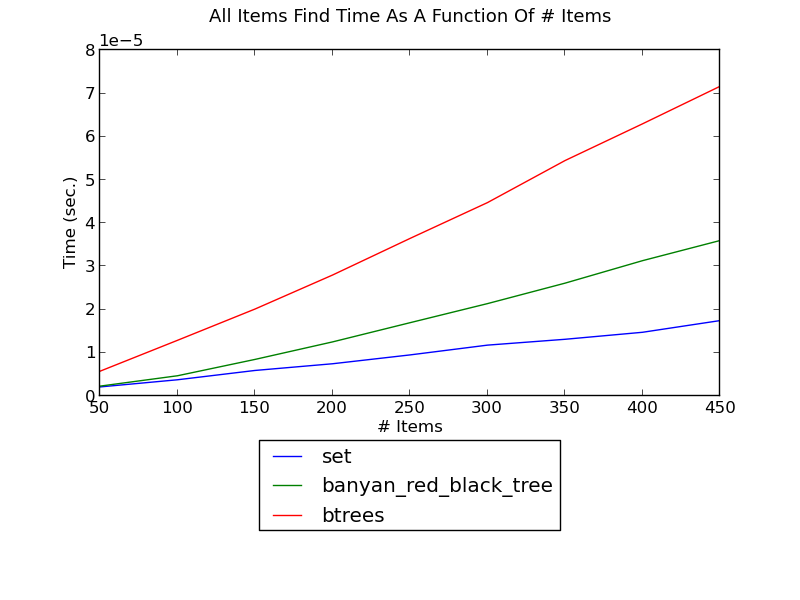 All Items Find Time As A Function Of # Items
1e−5
8
7
6
5
4
3
2
1
0
Time (sec.)
50 100 150 200 250 300 350 400 450
# Items
set
banyan_red_black_tree
btrees